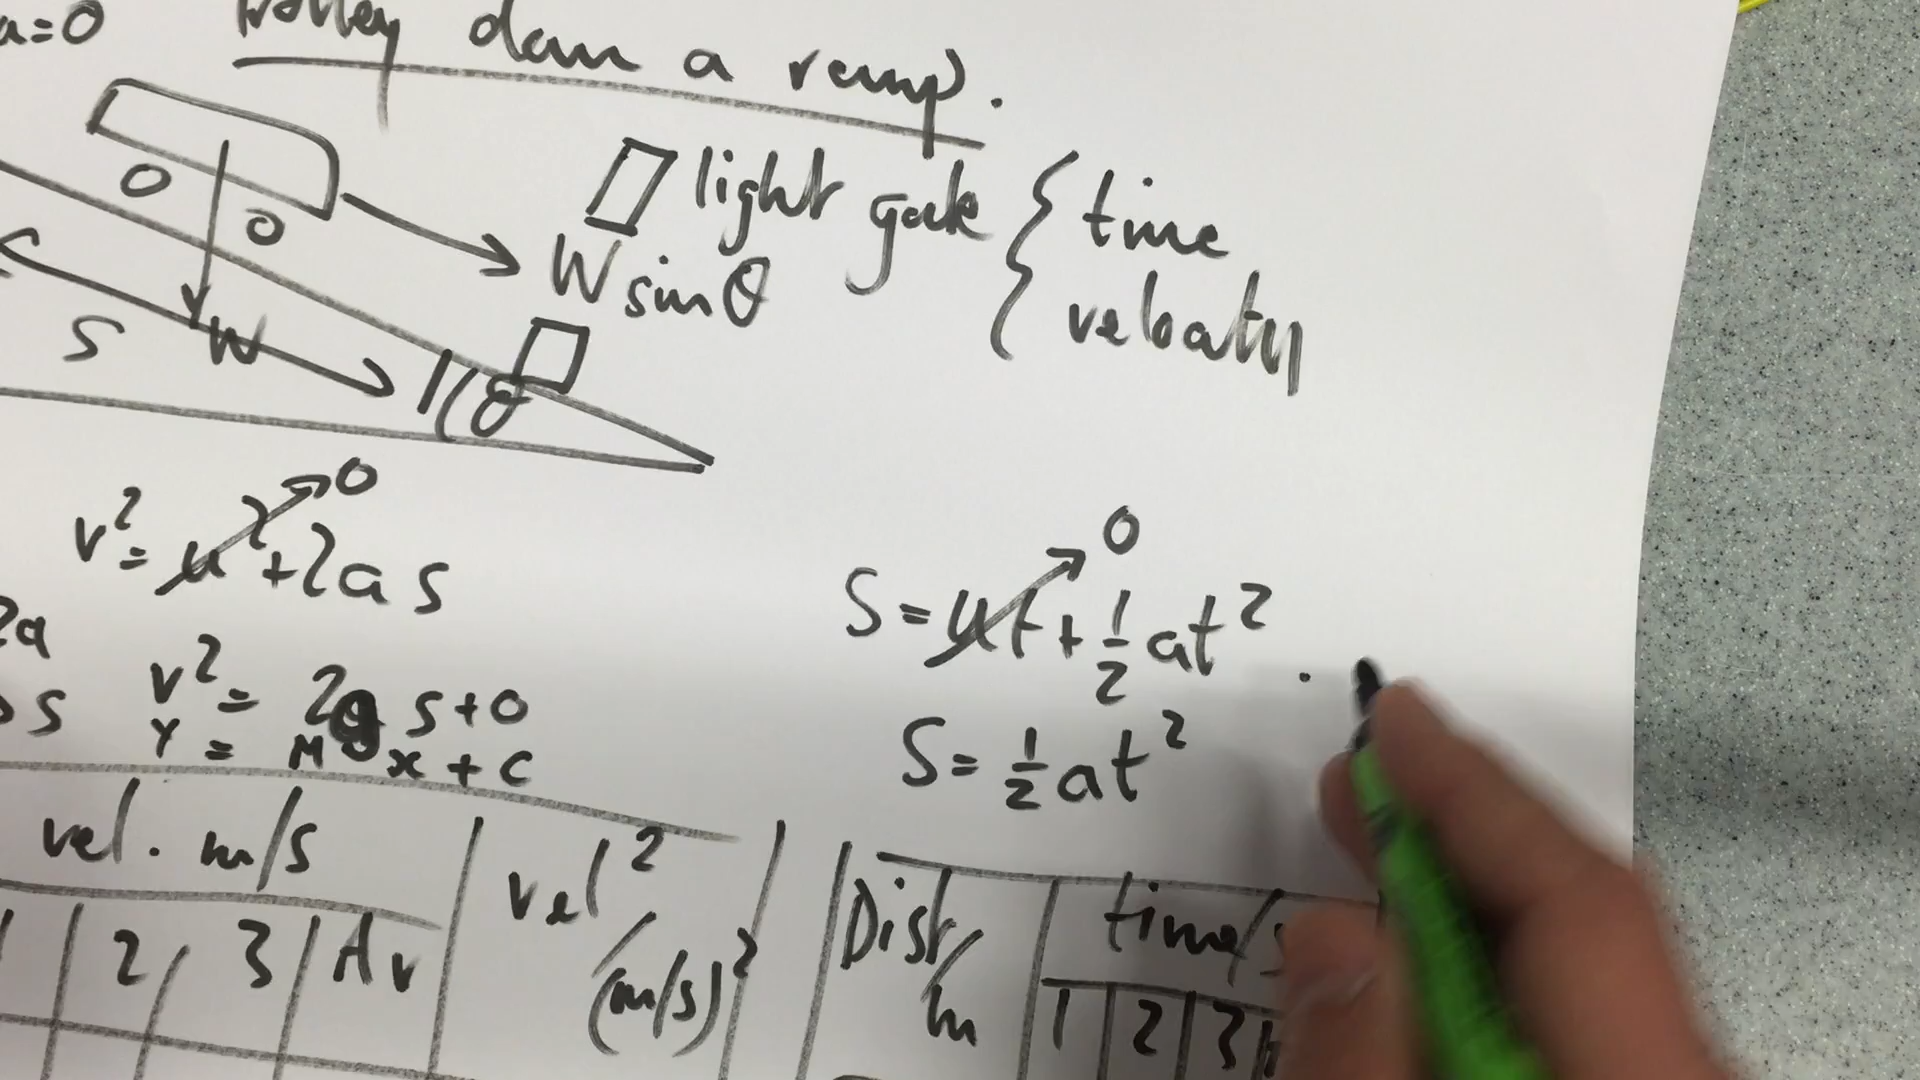 a=0
Trolley down a ramp.
light gate { time
velocity
W sinθ
S
W
θ
0
v²= u²+2as
0
S=ut+½at²
2a
S
v²= 2a s+0
Y = M x + C
S=½at²
vel. m/s
vel²
(m/s)²
2 3 Av
Dist/m
time/s
1 2 3